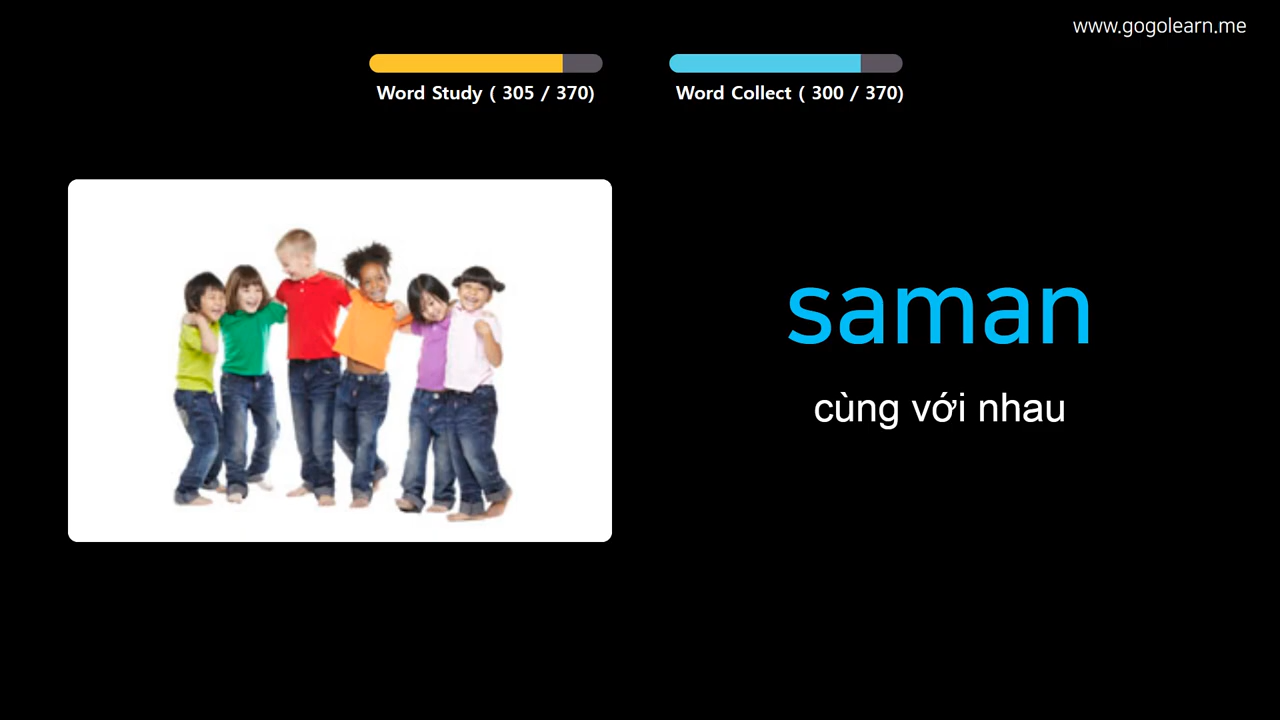 www.gogolearn.me
Word Study ( 305 / 370)
Word Collect ( 300 / 370)
saman
cùng với nhau